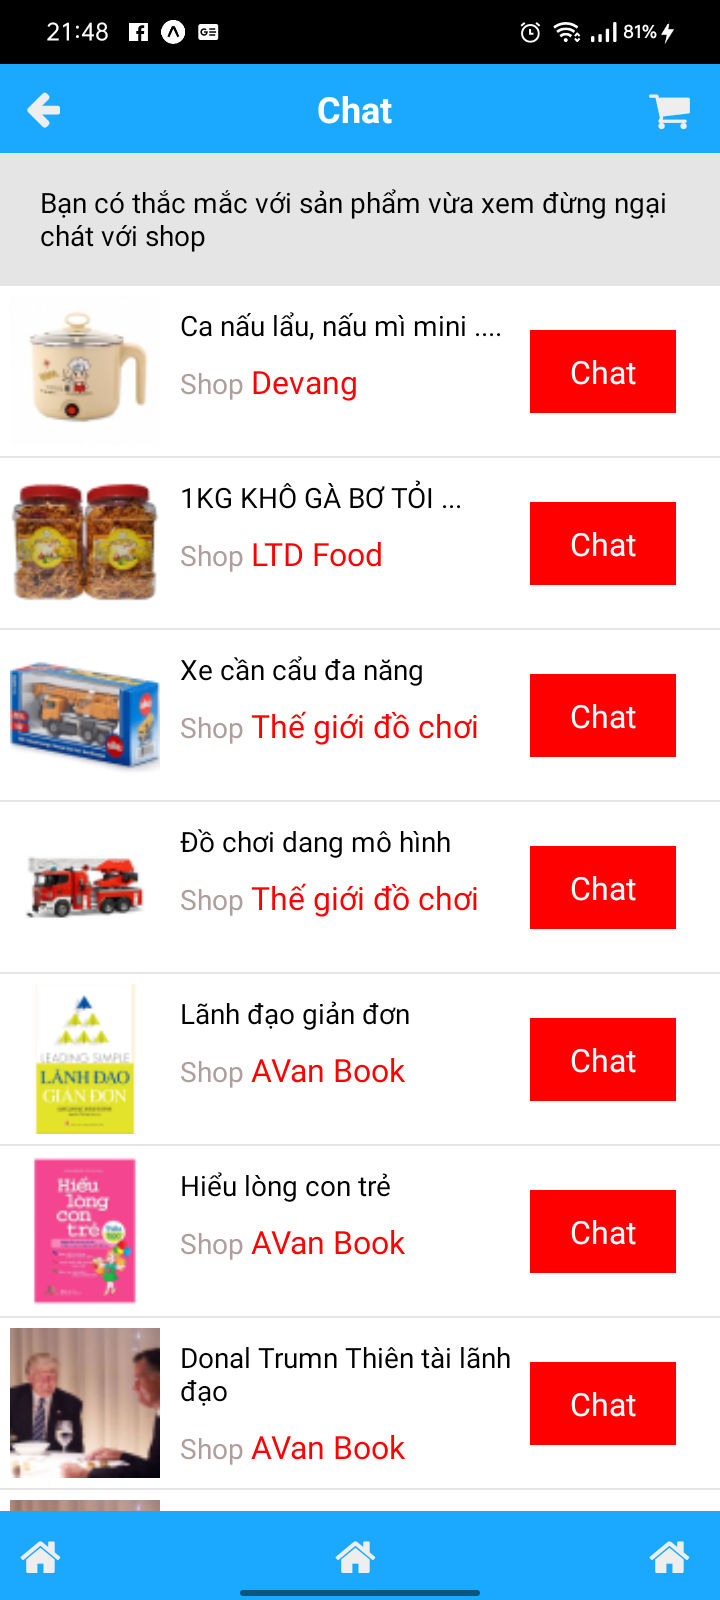 21:48
GE
81%
Chat
Bạn có thắc mắc với sản phẩm vừa xem đừng ngại
chát với shop
Ca nấu lẩu, nấu mì mini ....
Shop Devang
Chat
1KG KHÔ GÀ BƠ TỎI ...
Shop LTD Food
Chat
Xe cần cẩu đa năng
Shop Thế giới đồ chơi
Chat
Đồ chơi dang mô hình
Shop Thế giới đồ chơi
Chat
LEADING SIMPLE
LÃNH ĐẠO
GIẢN ĐƠN
Lãnh đạo giản đơn
Shop AVan Book
Chat
Hiểu
lòng
con
trẻ
Hiểu lòng con trẻ
Shop AVan Book
Chat
Donal Trumn Thiên tài lãnh
đạo
Shop AVan Book
Chat